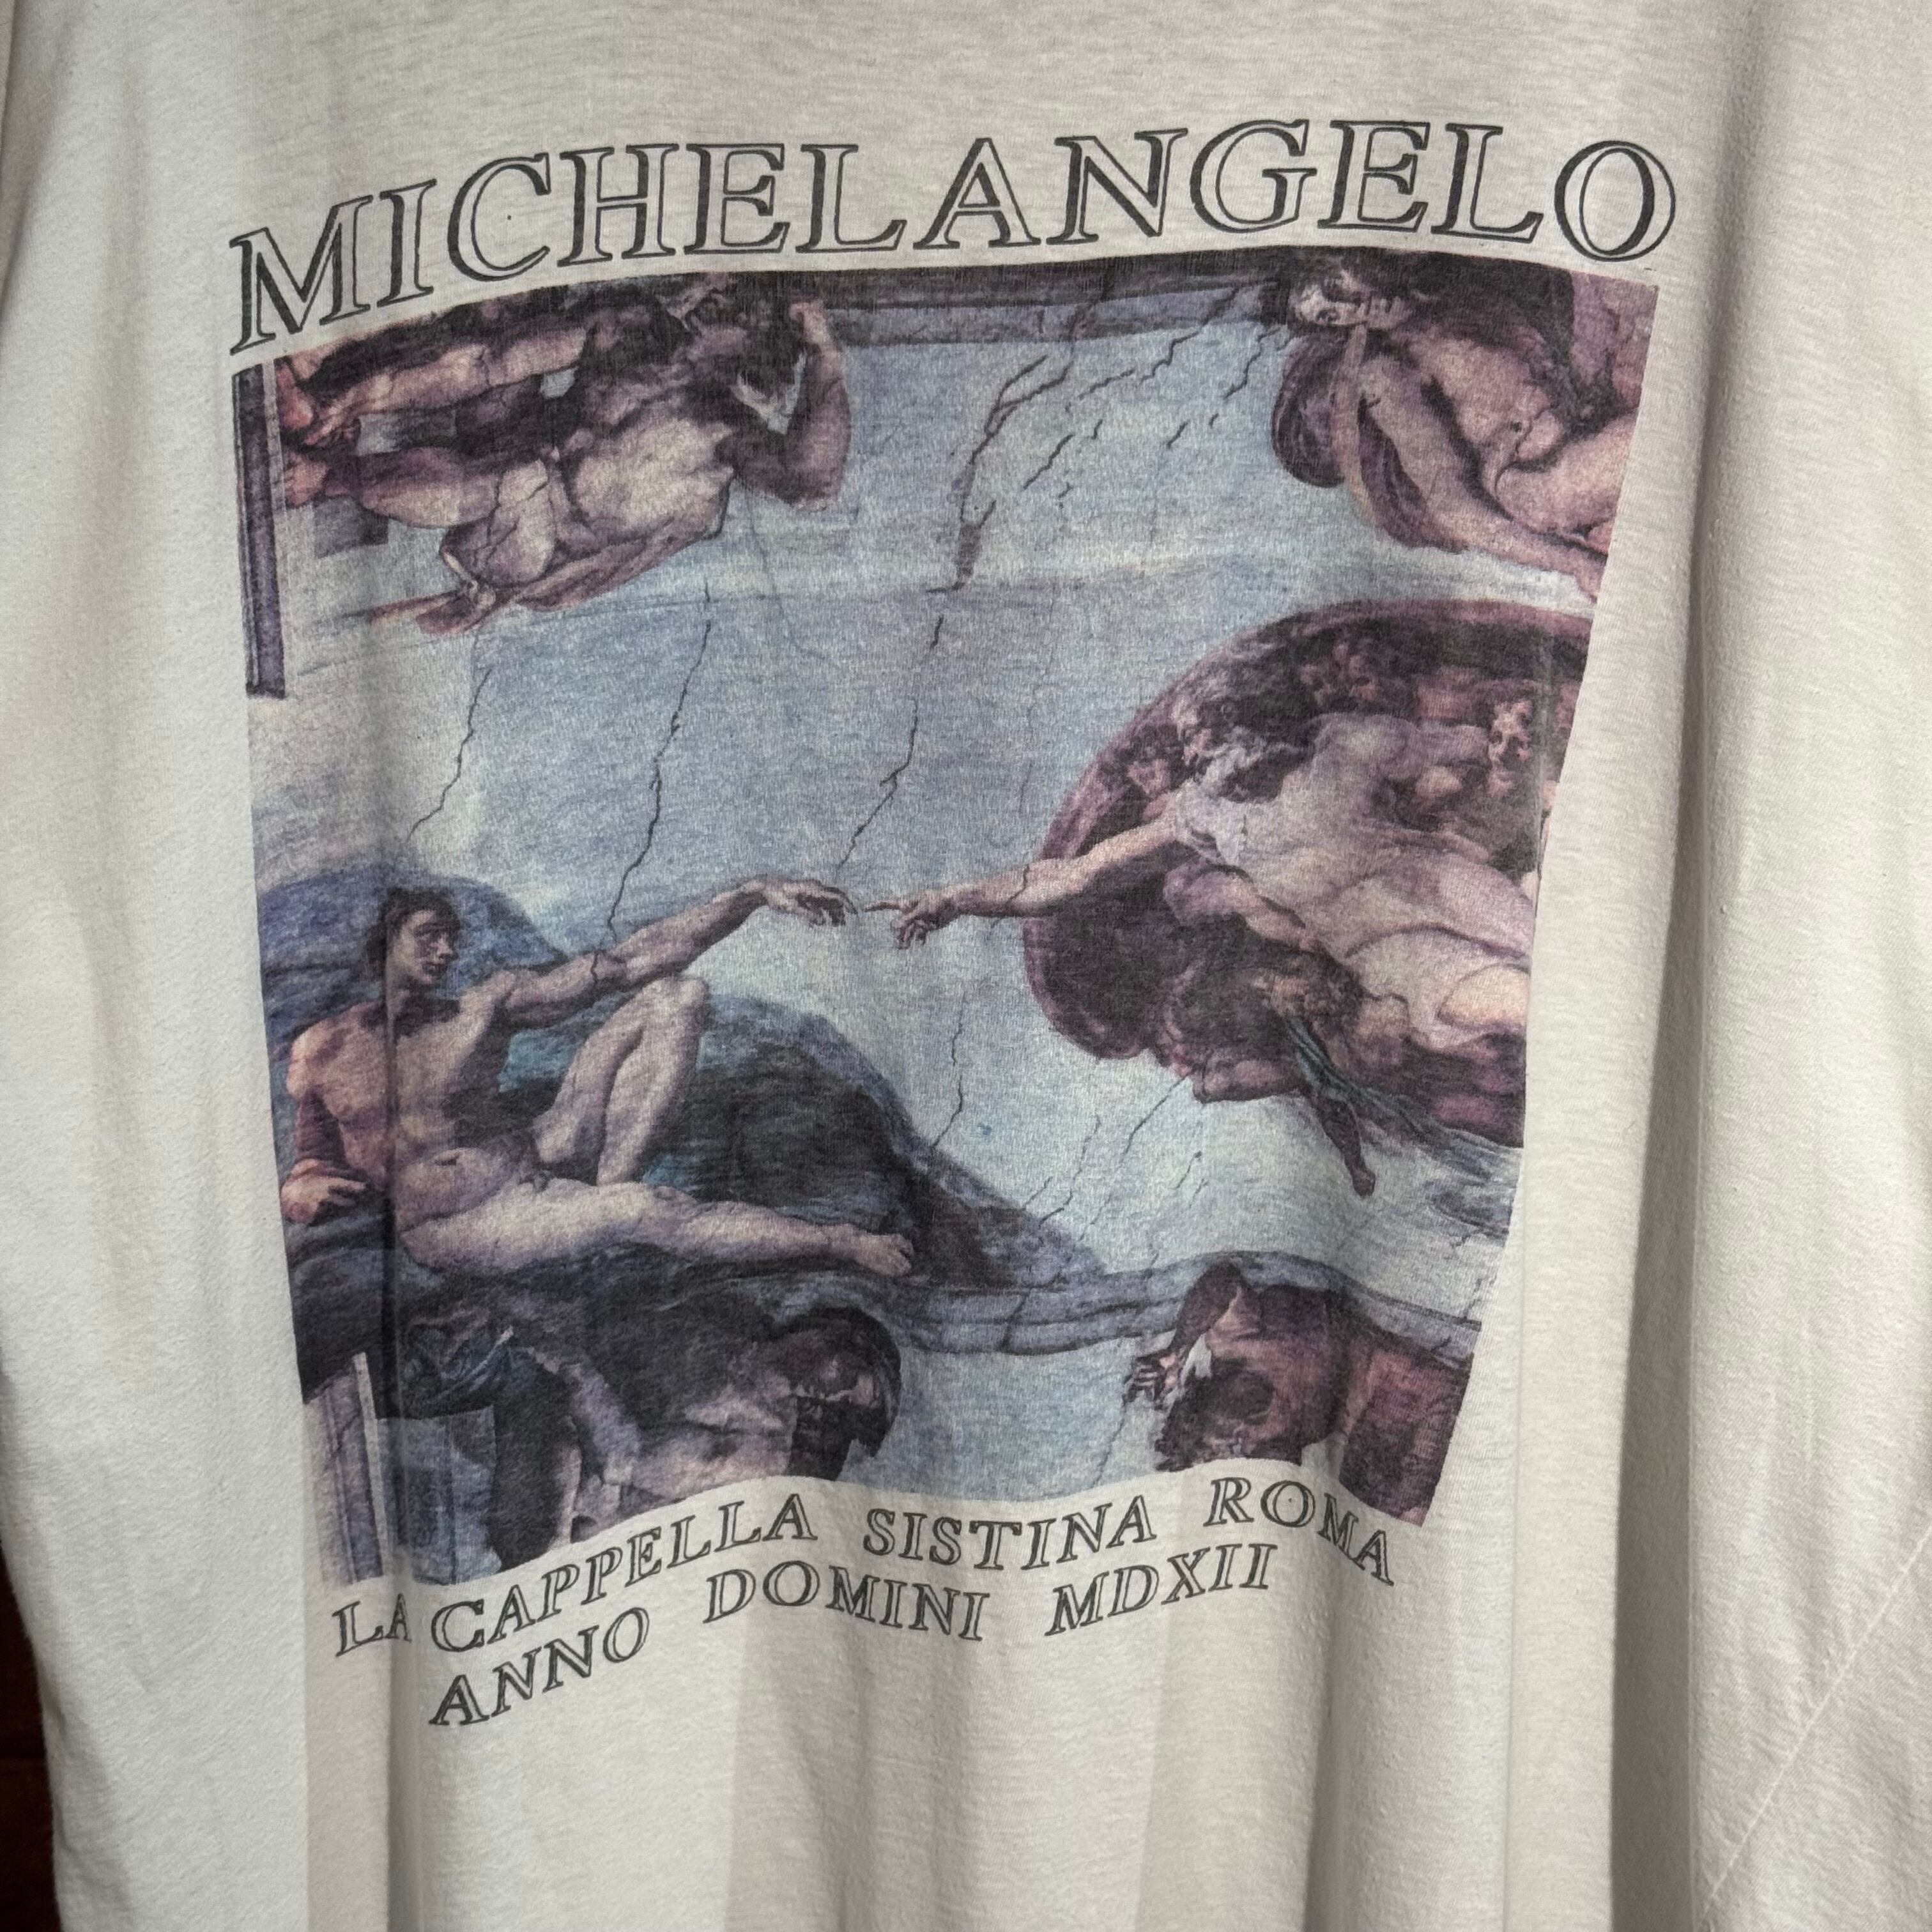 MICHELANGELO
LA CAPPELLA SISTINA ROMA
ANNO DOMINI MDXII